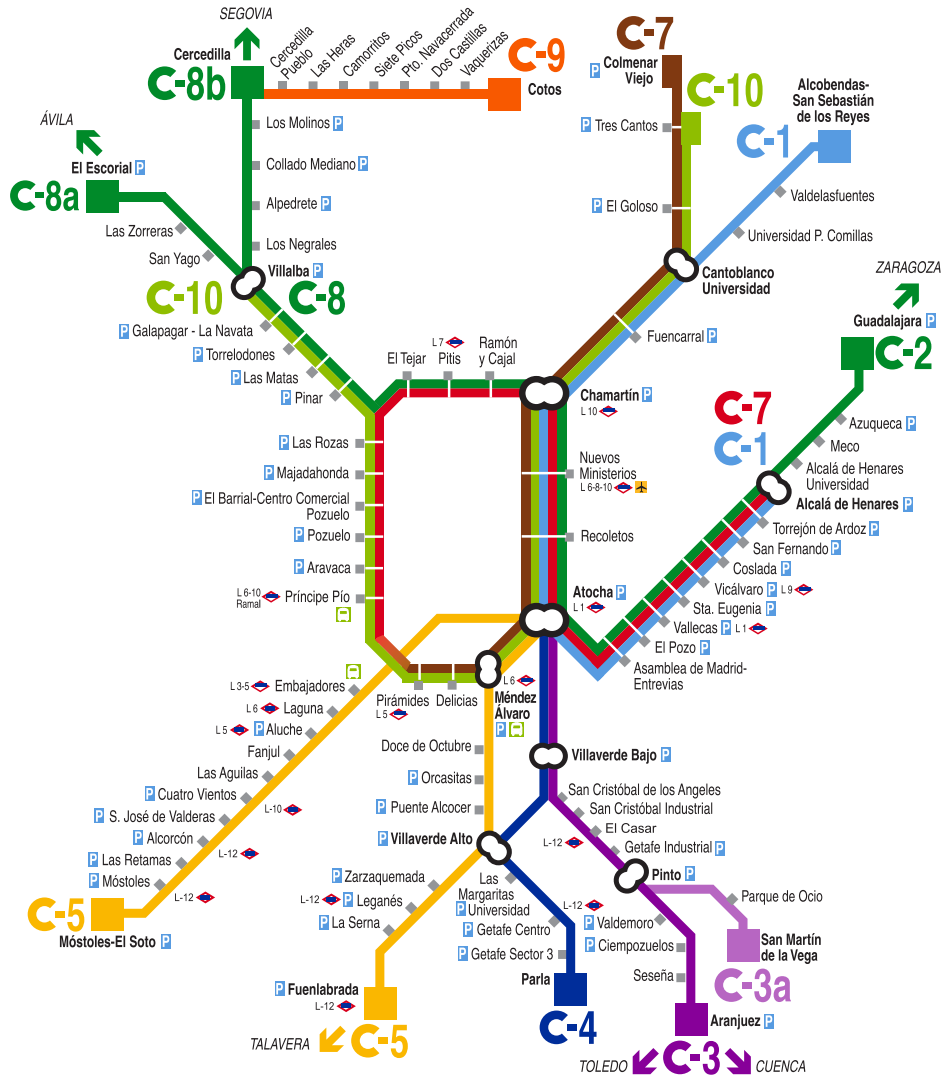 SEGOVIA
Cercedilla
C-8b
Cercedilla
Pueblo
Las Heras
Camorritos
Siete Picos
Pto. Navacerrada
Dos Castillas
Vaquerizas
C-9
Cotos
C-7
Colmenar
Viejo
P
C-10
P Tres Cantos
P El Goloso
Alcobendas-
San Sebastián
de los Reyes
C-1
Valdelasfuentes
Universidad P. Comillas
Cantoblanco
Universidad
Fuencarral P
ÁVILA
El Escorial P
C-8a
Las Zorreras
San Yago
Los Molinos P
Collado Mediano P
Alpedrete P
Los Negrales
Villalba P
C-10
C-8
P Galapagar - La Navata
P Torrelodones
P Las Matas
P Pinar
El Tejar
L 7
Pitis
Ramón
y Cajal
Chamartín P
L 10
ZARAGOZA
Guadalajara P
C-2
Azuqueca P
Meco
Alcalá de Henares
Universidad
C-7
C-1
Alcalá de Henares P
Torrejón de Ardoz P
San Fernando P
Coslada P
Vicálvaro P L 9
Sta. Eugenia P
Vallecas P L 1
El Pozo P
Asamblea de Madrid-
Entrevias
Nuevos
Ministerios
L 6-8-10
Recoletos
Atocha P
L 1
P Las Rozas
P Majadahonda
P El Barrial-Centro Comercial
Pozuelo
P Pozuelo
P Aravaca
L 6-10
Ramal
Príncipe Pío
Pirámides
L 5
Delicias
L 6
Méndez
Álvaro
P
L 3-5 Embajadores
L 6 Laguna
L 5 P Aluche
Fanjul
Las Aguilas
P Cuatro Vientos
L-10
P S. José de Valderas
P Alcorcón
L-12
P Las Retamas
P Móstoles
L-12
C-5
Móstoles-El Soto P
Doce de Octubre
P Orcasitas
P Puente Alcocer
P Villaverde Alto
P Zarzaquemada
L-12 P Leganés
P La Serna
P Fuenlabrada
L-12
TALAVERA
C-5
Villaverde Bajo P
Las
Margaritas
P Universidad
P Getafe Centro
L-12
P Getafe Sector 3
Parla
C-4
San Cristóbal de los Angeles
San Cristóbal Industrial
El Casar
L-12
Getafe Industrial P
Pinto P
Parque de Ocio
San Martín
de la Vega
C-3a
P Valdemoro
P Ciempozuelos
Seseña
Aranjuez P
TOLEDO
C-3
CUENCA